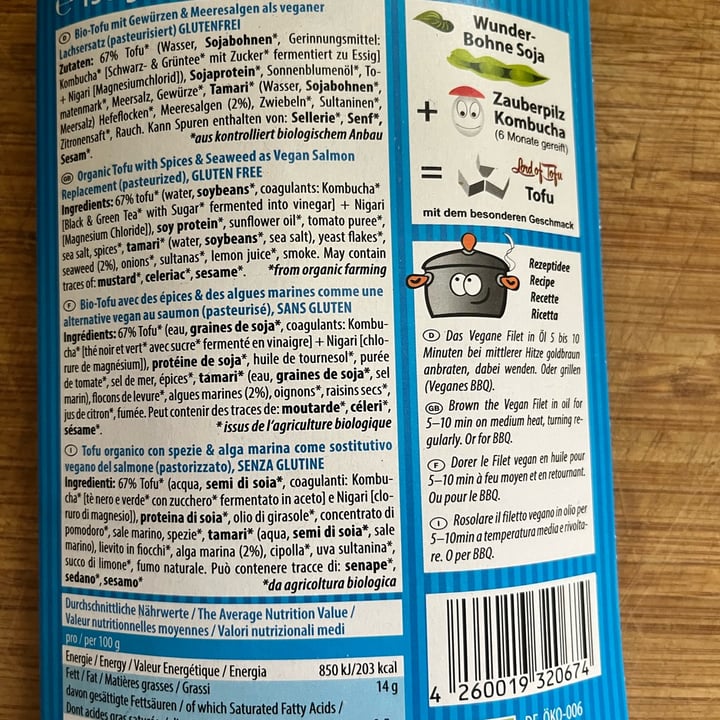 Bio-Tofu mit Gewürzen & Meeresalgen als veganer
Lachsersatz (pasteurisiert) GLUTENFREI
Zutaten: 67% Tofu* (Wasser, Sojabohnen*, Gerinnungsmittel:
Kombucha* [Schwarz- & Grüntee* mit Zucker* fermentiert zu Essig]
+ Nigari [Magnesiumchlorid]), Sojaprotein*, Sonnenblumenöl*, To-
matenmark*, Meersalz, Gewürze*, Tamari* (Wasser, Sojabohnen*,
Meersalz) Hefeflocken*, Meeresalgen (2%), Zwiebeln*, Sultaninen*,
Zitronensaft*, Rauch. Kann Spuren enthalten von: Sellerie*, Senf*,
Sesam*. *aus kontrolliert biologischem Anbau
GB Organic Tofu with Spices & Seaweed as Vegan Salmon
Replacement (pasteurized), GLUTEN FREE
Ingredients: 67% tofu* (water, soybeans*, coagulants: Kombucha*
[Black & Green Tea* with Sugar* fermented into vinegar] + Nigari
[Magnesium Chloride]), soy protein*, sunflower oil*, tomato puree*,
sea salt, spices*, tamari* (water, soybeans*, sea salt), yeast flakes*,
seaweed (2%), onions*, sultanas*, lemon juice*, smoke. May contain
traces of: mustard*, celeriac*, sesame*. *from organic farming
F Bio-Tofu avec des épices & des algues marines comme une
alternative vegan au saumon (pasteurisé), SANS GLUTEN
Ingrédients: 67% Tofu* (eau, graines de soja*, coagulants: Kombu-
cha* [thé noir et vert* avec sucre* fermenté en vinaigre] + Nigari [chlo-
rure de magnésium]), protéine de soja*, huile de tournesol*, purée
de tomate*, sel de mer, épices*, tamari* (eau, graines de soja*, sel
marin), flocons de levure*, algues marines (2%), oignons*, raisins secs*,
jus de citron*, fumée. Peut contenir des traces de: moutarde*, céleri*,
sésame*. *issus de l'agriculture biologique
I Tofu organico con spezie & alga marina come sostitutivo
vegano del salmone (pastorizzato), SENZA GLUTINE
Ingredienti: 67% Tofu* (acqua, semi di soia*, coagulanti: Kombu-
cha* [tè nero e verde* con zucchero* fermentato in aceto] e Nigari [clo-
ruro di magnesio]), proteina di soia*, olio di girasole*, concentrato di
pomodoro*, sale marino, spezie*, tamari* (aqua, semi di soia*, sale
marino), lievito in fiocchi*, alga marina (2%), cipolla*, uva sultanina*,
succo di limone*, fumo naturale. Può contenere tracce di: senape*,
sedano*, sesamo* *da agricoltura biologica
Durchschnittliche Nährwerte / The Average Nutrition Value /
Valeur nutritionnelles moyennes / Valori nutrizionali medi
pro / per 100 g
Energie / Energy / Valeur Energétique / Energia 850 kJ/203 kcal
Fett / Fat / Matières grasses / Grassi 14 g
davon gesättigte Fettsäuren / of which Saturated Fatty Acids /
Dont acides gras
Wunder-
Bohne Soja
+ Zauberpilz
Kombucha
(6 Monate gereift)
= Lord of Tofu
Tofu
mit dem besonderen Geschmack
Rezeptidee
Recipe
Recette
Ricetta
D Das Vegane Filet in Öl 5 bis 10
Minuten bei mittlerer Hitze goldbraun
anbraten, dabei wenden. Oder grillen
(Veganes BBQ).
GB Brown the Vegan Filet in oil for
5-10 min on medium heat, turning re-
gularly. Or for BBQ.
F Dorer le Filet vegan en huile pour
5-10 min à feu moyen et en retournant.
Ou pour le BBQ.
I Rosolare il filetto vegano in olio per
5-10min a temperatura media e rivolta-
re. O per BBQ.
4 260019 320674
DE-ÖKO-006